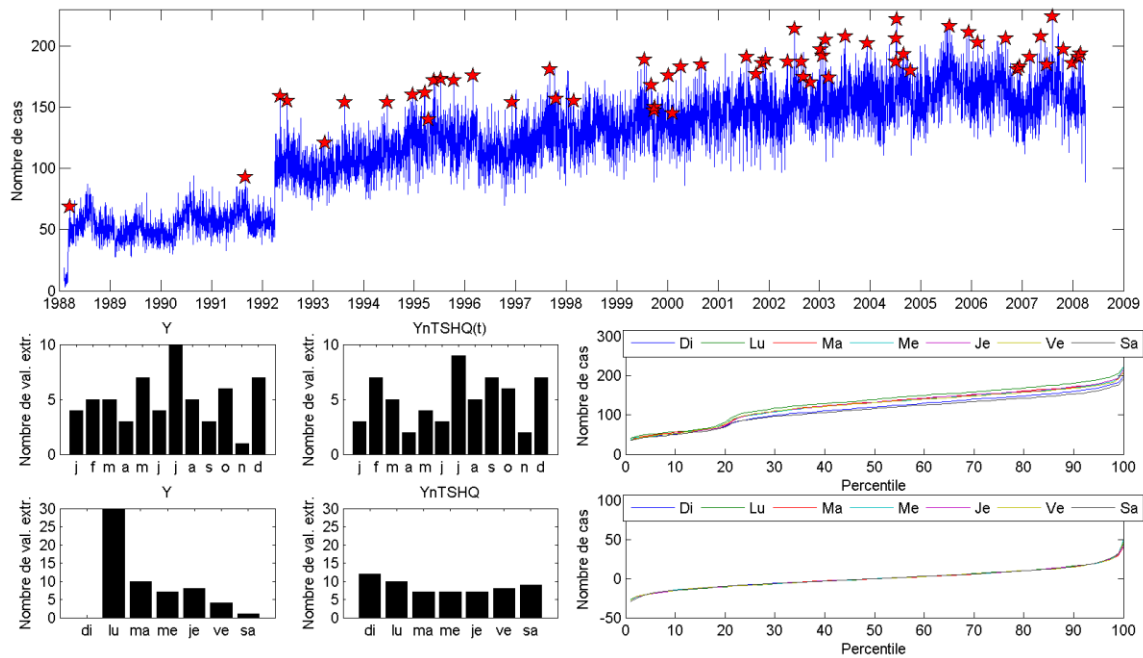 Nombre de cas
200
150
100
50
0
1988 1989 1990 1991 1992 1993 1994 1995 1996 1997 1998 1999 2000 2001 2002 2003 2004 2005 2006 2007 2008 2009
Y
Nombre de val. extr.
10
5
0
j f m a m j j a s o n d
YnTSHQ(t)
Nombre de val. extr.
10
5
0
j f m a m j j a s o n d
Nombre de cas
300
200
100
0
Di Lu Ma Me Je Ve Sa
0 10 20 30 40 50 60 70 80 90 100
Percentile
Y
Nombre de val. extr.
30
25
20
15
10
5
0
di lu ma me je ve sa
YnTSHQ
Nombre de val. extr.
30
25
20
15
10
5
0
di lu ma me je ve sa
Nombre de cas
100
50
0
-50
Di Lu Ma Me Je Ve Sa
0 10 20 30 40 50 60 70 80 90 100
Percentile